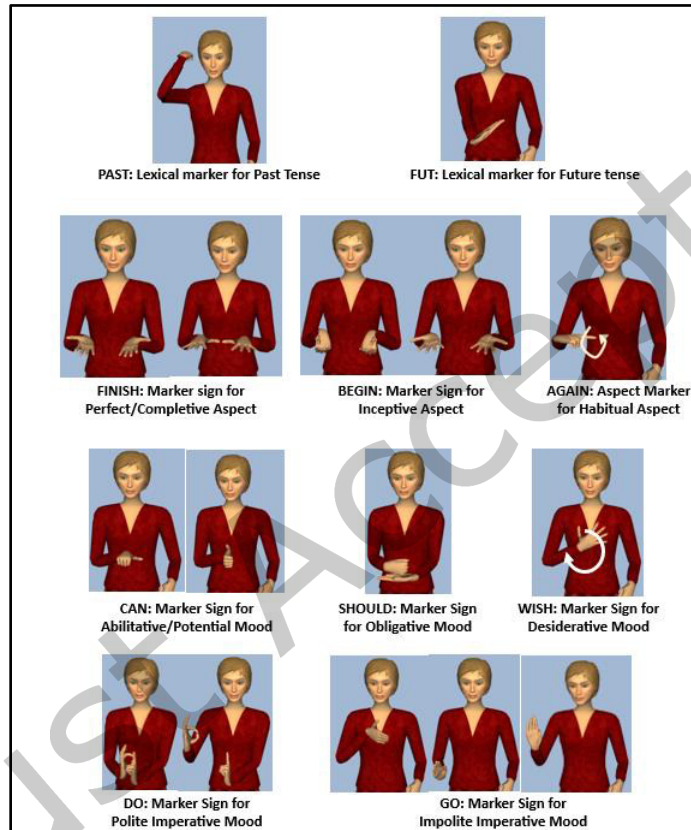 PAST: Lexical marker for Past Tense
FUT: Lexical marker for Future tense
FINISH: Marker sign for
Perfect/Completive Aspect
BEGIN: Marker Sign for
Inceptive Aspect
AGAIN: Aspect Marker
for Habitual Aspect
CAN: Marker Sign for
Abilitative/Potential Mood
SHOULD: Marker Sign
for Obligative Mood
WISH: Marker Sign for
Desiderative Mood
DO: Marker Sign for
Polite Imperative Mood
GO: Marker Sign for
Impolite Imperative Mood
ust Accept